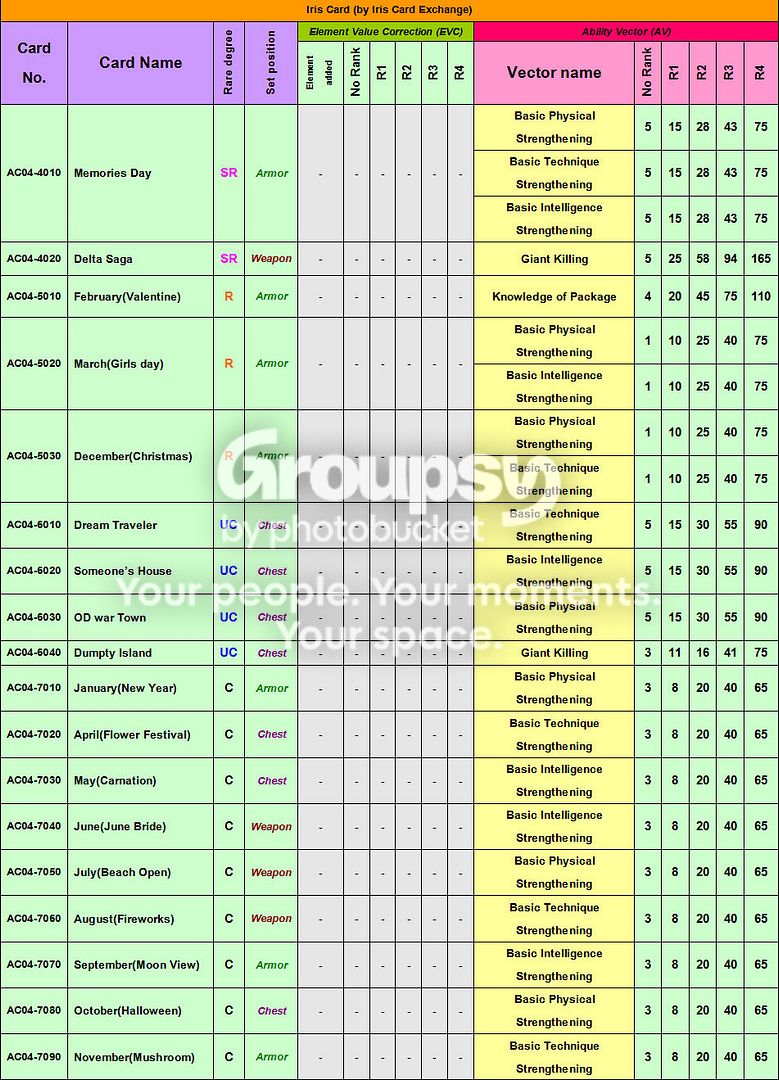 Iris Card (by Iris Card Exchange)
Card No. Card Name Rare degree Set position Element Value Correction (EVC) Ability Vector (AV)
Element added No Rank R1 R2 R3 R4 Vector name No Rank R1 R2 R3 R4
AC04-4010 Memories Day SR Armor - - - - - - Basic Physical Strengthening 5 15 28 43 75
Basic Technique Strengthening 5 15 28 43 75
Basic Intelligence Strengthening 5 15 28 43 75
AC04-4020 Delta Saga SR Weapon - - - - - - Giant Killing 5 25 58 94 165
AC04-5010 February(Valentine) R Armor - - - - - - Knowledge of Package 4 20 45 75 110
AC04-5020 March(Girls day) R Armor - - - - - - Basic Physical Strengthening 1 10 25 40 75
Basic Intelligence Strengthening 1 10 25 40 75
AC04-5030 December(Christmas) R Armor - - - - - - Basic Physical Strengthening 1 10 25 40 75
Basic Technique Strengthening 1 10 25 40 75
AC04-6010 Dream Traveler UC Chest - - - - - - Basic Technique Strengthening 5 15 30 55 90
AC04-6020 Someone's House UC Chest - - - - - - Basic Intelligence Strengthening 5 15 30 55 90
AC04-6030 OD war Town UC Chest - - - - - - Basic Physical Strengthening 5 15 30 55 90
AC04-6040 Dumpty Island UC Chest - - - - - - Giant Killing 3 11 16 41 75
AC04-7010 January(New Year) C Armor - - - - - - Basic Physical Strengthening 3 8 20 40 65
AC04-7020 April(Flower Festival) C Chest - - - - - - Basic Technique Strengthening 3 8 20 40 65
AC04-7030 May(Carnation) C Chest - - - - - - Basic Intelligence Strengthening 3 8 20 40 65
AC04-7040 June(June Bride) C Weapon - - - - - - Basic Intelligence Strengthening 3 8 20 40 65
AC04-7050 July(Beach Open) C Weapon - - - - - - Basic Physical Strengthening 3 8 20 40 65
AC04-7060 August(Fireworks) C Weapon - - - - - - Basic Technique Strengthening 3 8 20 40 65
AC04-7070 September(Moon View) C Armor - - - - - - Basic Intelligence Strengthening 3 8 20 40 65
AC04-7080 October(Halloween) C Chest - - - - - - Basic Physical Strengthening 3 8 20 40 65
AC04-7090 November(Mushroom) C Armor - - - - - - Basic Technique Strengthening 3 8 20 40 65
Groupsy
by photobucket
Your people. Your moments.
Your space.